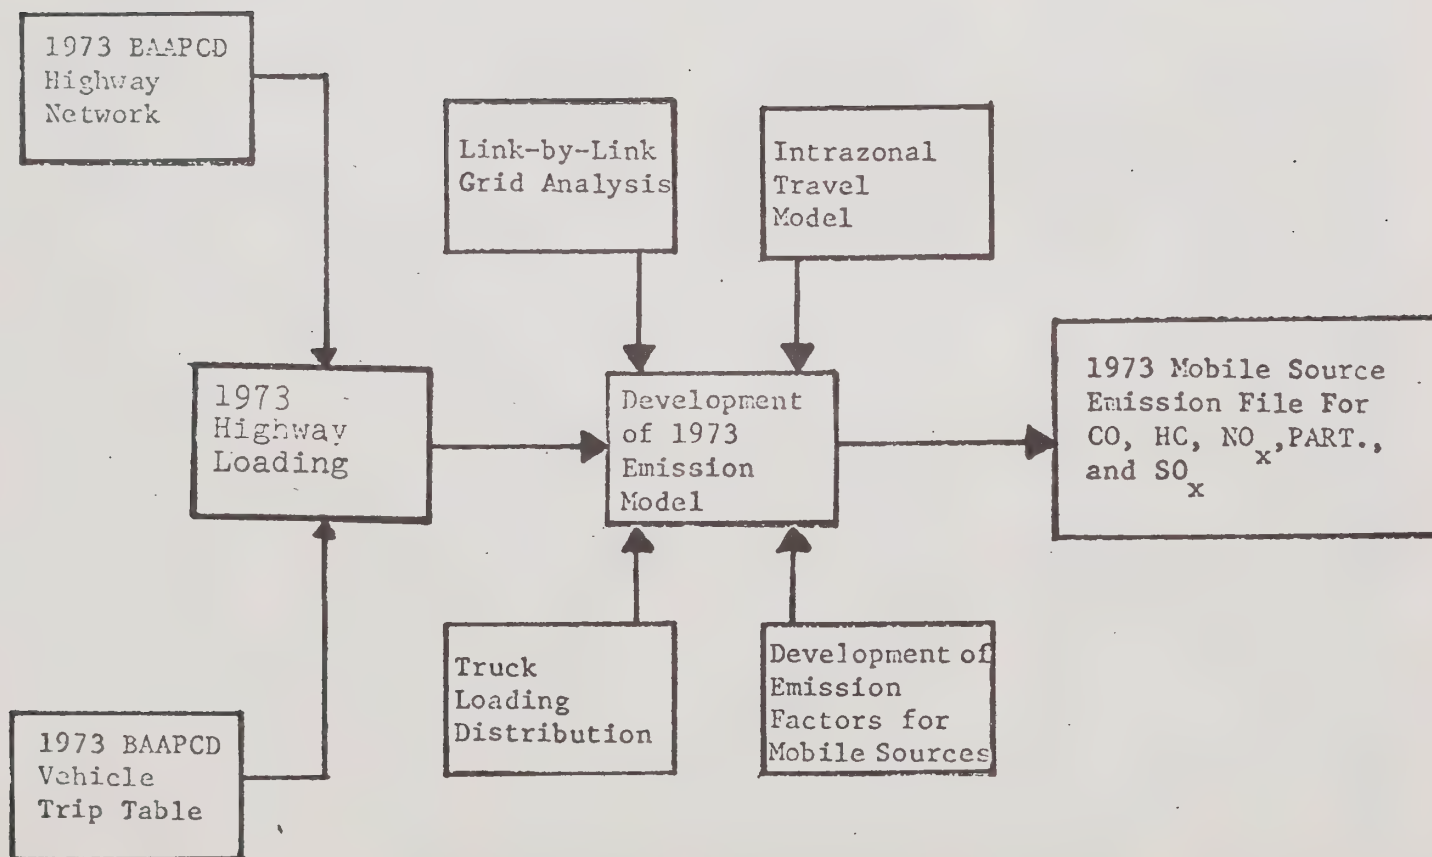 1973 BAAPCD
Highway
Network
Link-by-Link
Grid Analysis
Intrazonal
Travel
Model
1973
Highway
Loading
Development
of 1973
Emission
Model
1973 Mobile Source
Emission File For
CO, HC, NOx,PART.,
and SOx
Truck
Loading
Distribution
Development of
Emission
Factors for
Mobile Sources
1973 BAAPCD
Vehicle
Trip Table